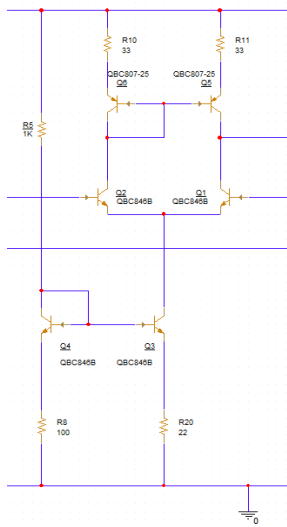 R10
33
R11
33
QBC807-25
Q6
QBC807-25
Q5
R5
1K
Q2
QBC846B
Q1
QBC846B
Q4
QBC846B
Q3
QBC846B
R8
100
R20
22
0